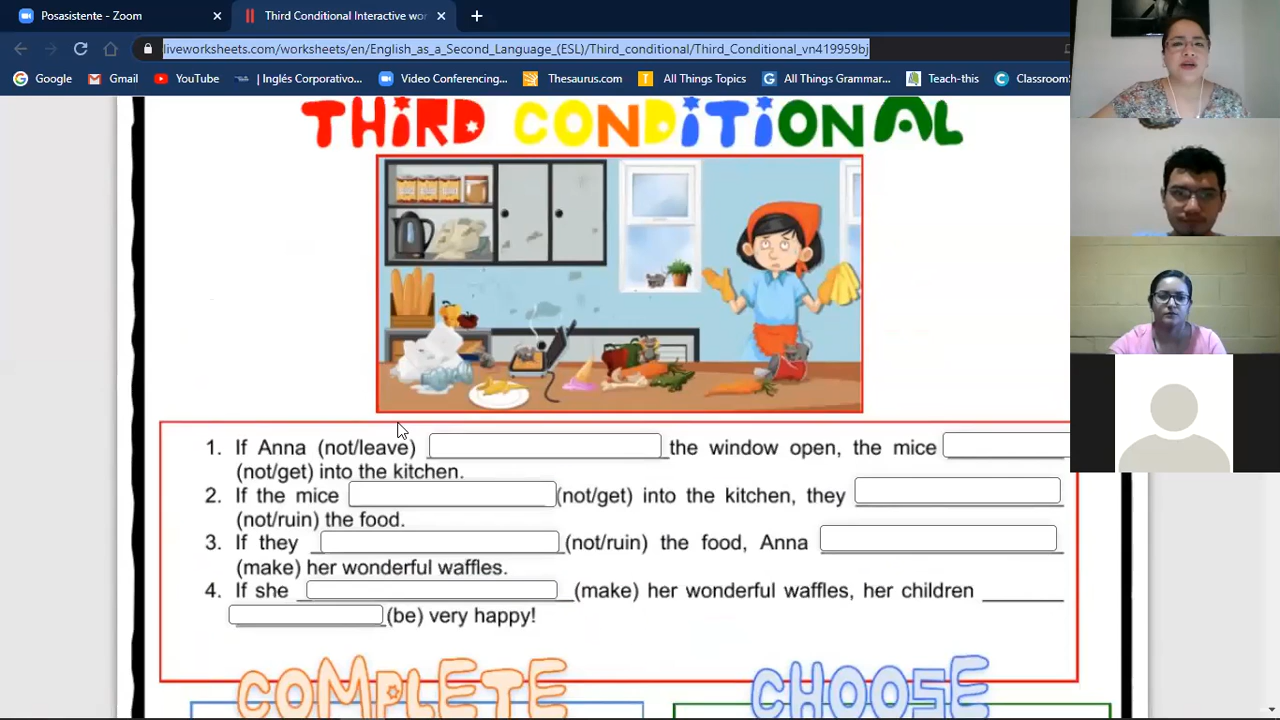 Posasistente - Zoom
Third Conditional Interactive wor
liveworksheets.com/worksheets/en/English_as_a_Second_Language_(ESL)/Third_conditional/Third_Conditional_vn419959bj
Google Gmail YouTube | Inglés Corporativo... Video Conferencing... Thesaurus.com All Things Topics All Things Grammar... Teach-this ClassroomS
THIRD CONDITIONAL
1. If Anna (not/leave) the window open, the mice
(not/get) into the kitchen.
2. If the mice (not/get) into the kitchen, they
(not/ruin) the food.
3. If they (not/ruin) the food, Anna
(make) her wonderful waffles.
4. If she (make) her wonderful waffles, her children
(be) very happy!
COMPLETE
CHOOSE